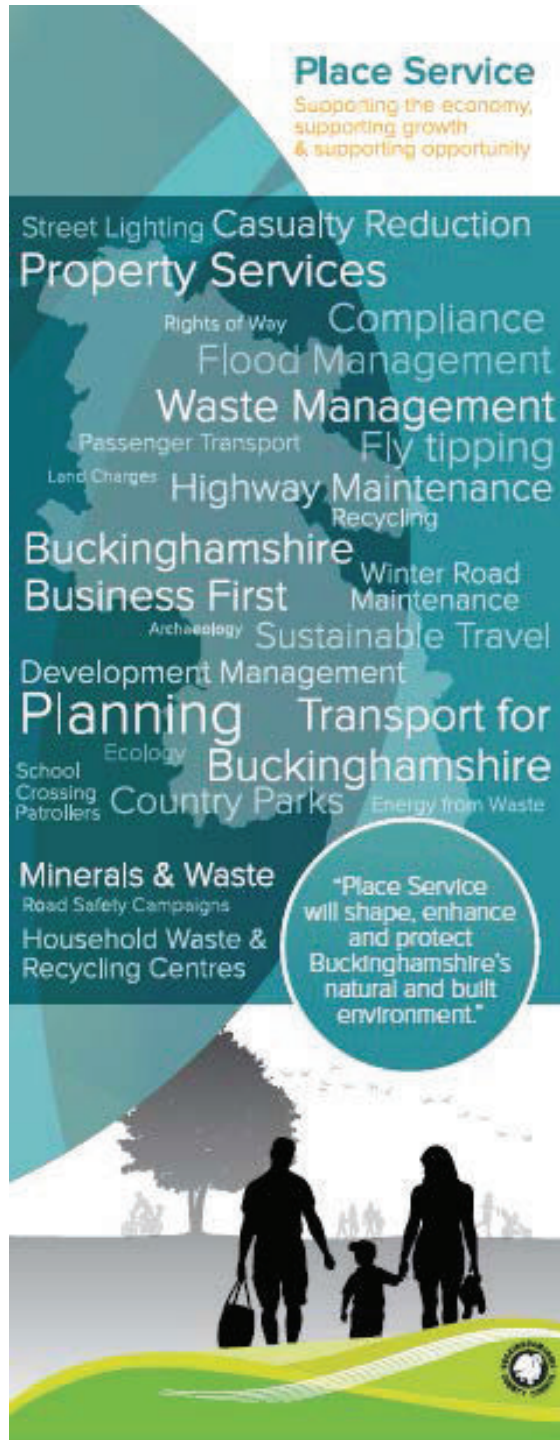 Place Service
Supporting the economy,
supporting growth
& supporting opportunity
Street Lighting Casualty Reduction
Property Services
Rights of Way Compliance
Flood Management
Waste Management
Passenger Transport Fly tipping
Land Charges Highway Maintenance
Recycling
Buckinghamshire
Business First
Winter Road
Maintenance
Archaeology Sustainable Travel
Development Management
Planning Transport for
Buckinghamshire
Ecology
School
Crossing
Patrollers
Country Parks Energy from Waste
Minerals & Waste
Road Safety Campaigns
Household Waste &
Recycling Centres
"Place Service
will shape, enhance
and protect
Buckinghamshire's
natural and built
environment."
BUCKINGHAMSHIRE
COUNTY COUNCIL